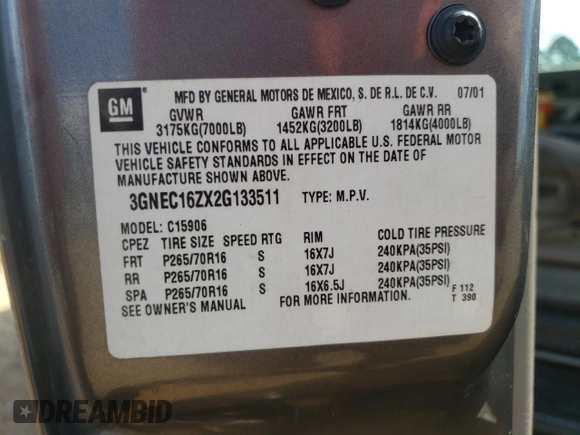 GM
MFD BY GENERAL MOTORS DE MEXICO, S. DE R.L. DE C.V. 07/01
GVWR GAWR FRT GAWR RR
3175KG(7000LB) 1452KG(3200LB) 1814KG(4000LB)
THIS VEHICLE CONFORMS TO ALL APPLICABLE U.S. FEDERAL MOTOR
VEHICLE SAFETY STANDARDS IN EFFECT ON THE DATE OF
MANUFACTURE SHOWN ABOVE.
3GNEC16ZX2G133511 TYPE: M.P.V.
MODEL: C15906
CPEZ TIRE SIZE SPEED RTG RIM COLD TIRE PRESSURE
FRT P265/70R16 S 16X7J 240KPA(35PSI)
RR P265/70R16 S 16X7J 240KPA(35PSI)
SPA P265/70R16 S 16X6.5J 240KPA(35PSI)
SEE OWNER'S MANUAL FOR MORE INFORMATION. F 112
T 390
DREAMBID